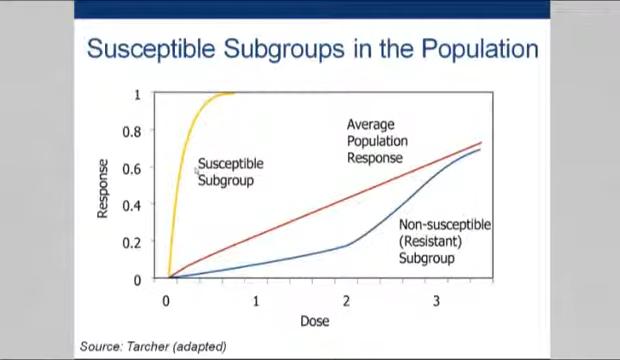 Susceptible Subgroups in the Population
1
0.8
0.6
0.4
0.2
0
Response
Susceptible
Subgroup
Average
Population
Response
Non-susceptible
(Resistant)
Subgroup
0 1 2 3
Dose
Source: Tarcher (adapted)